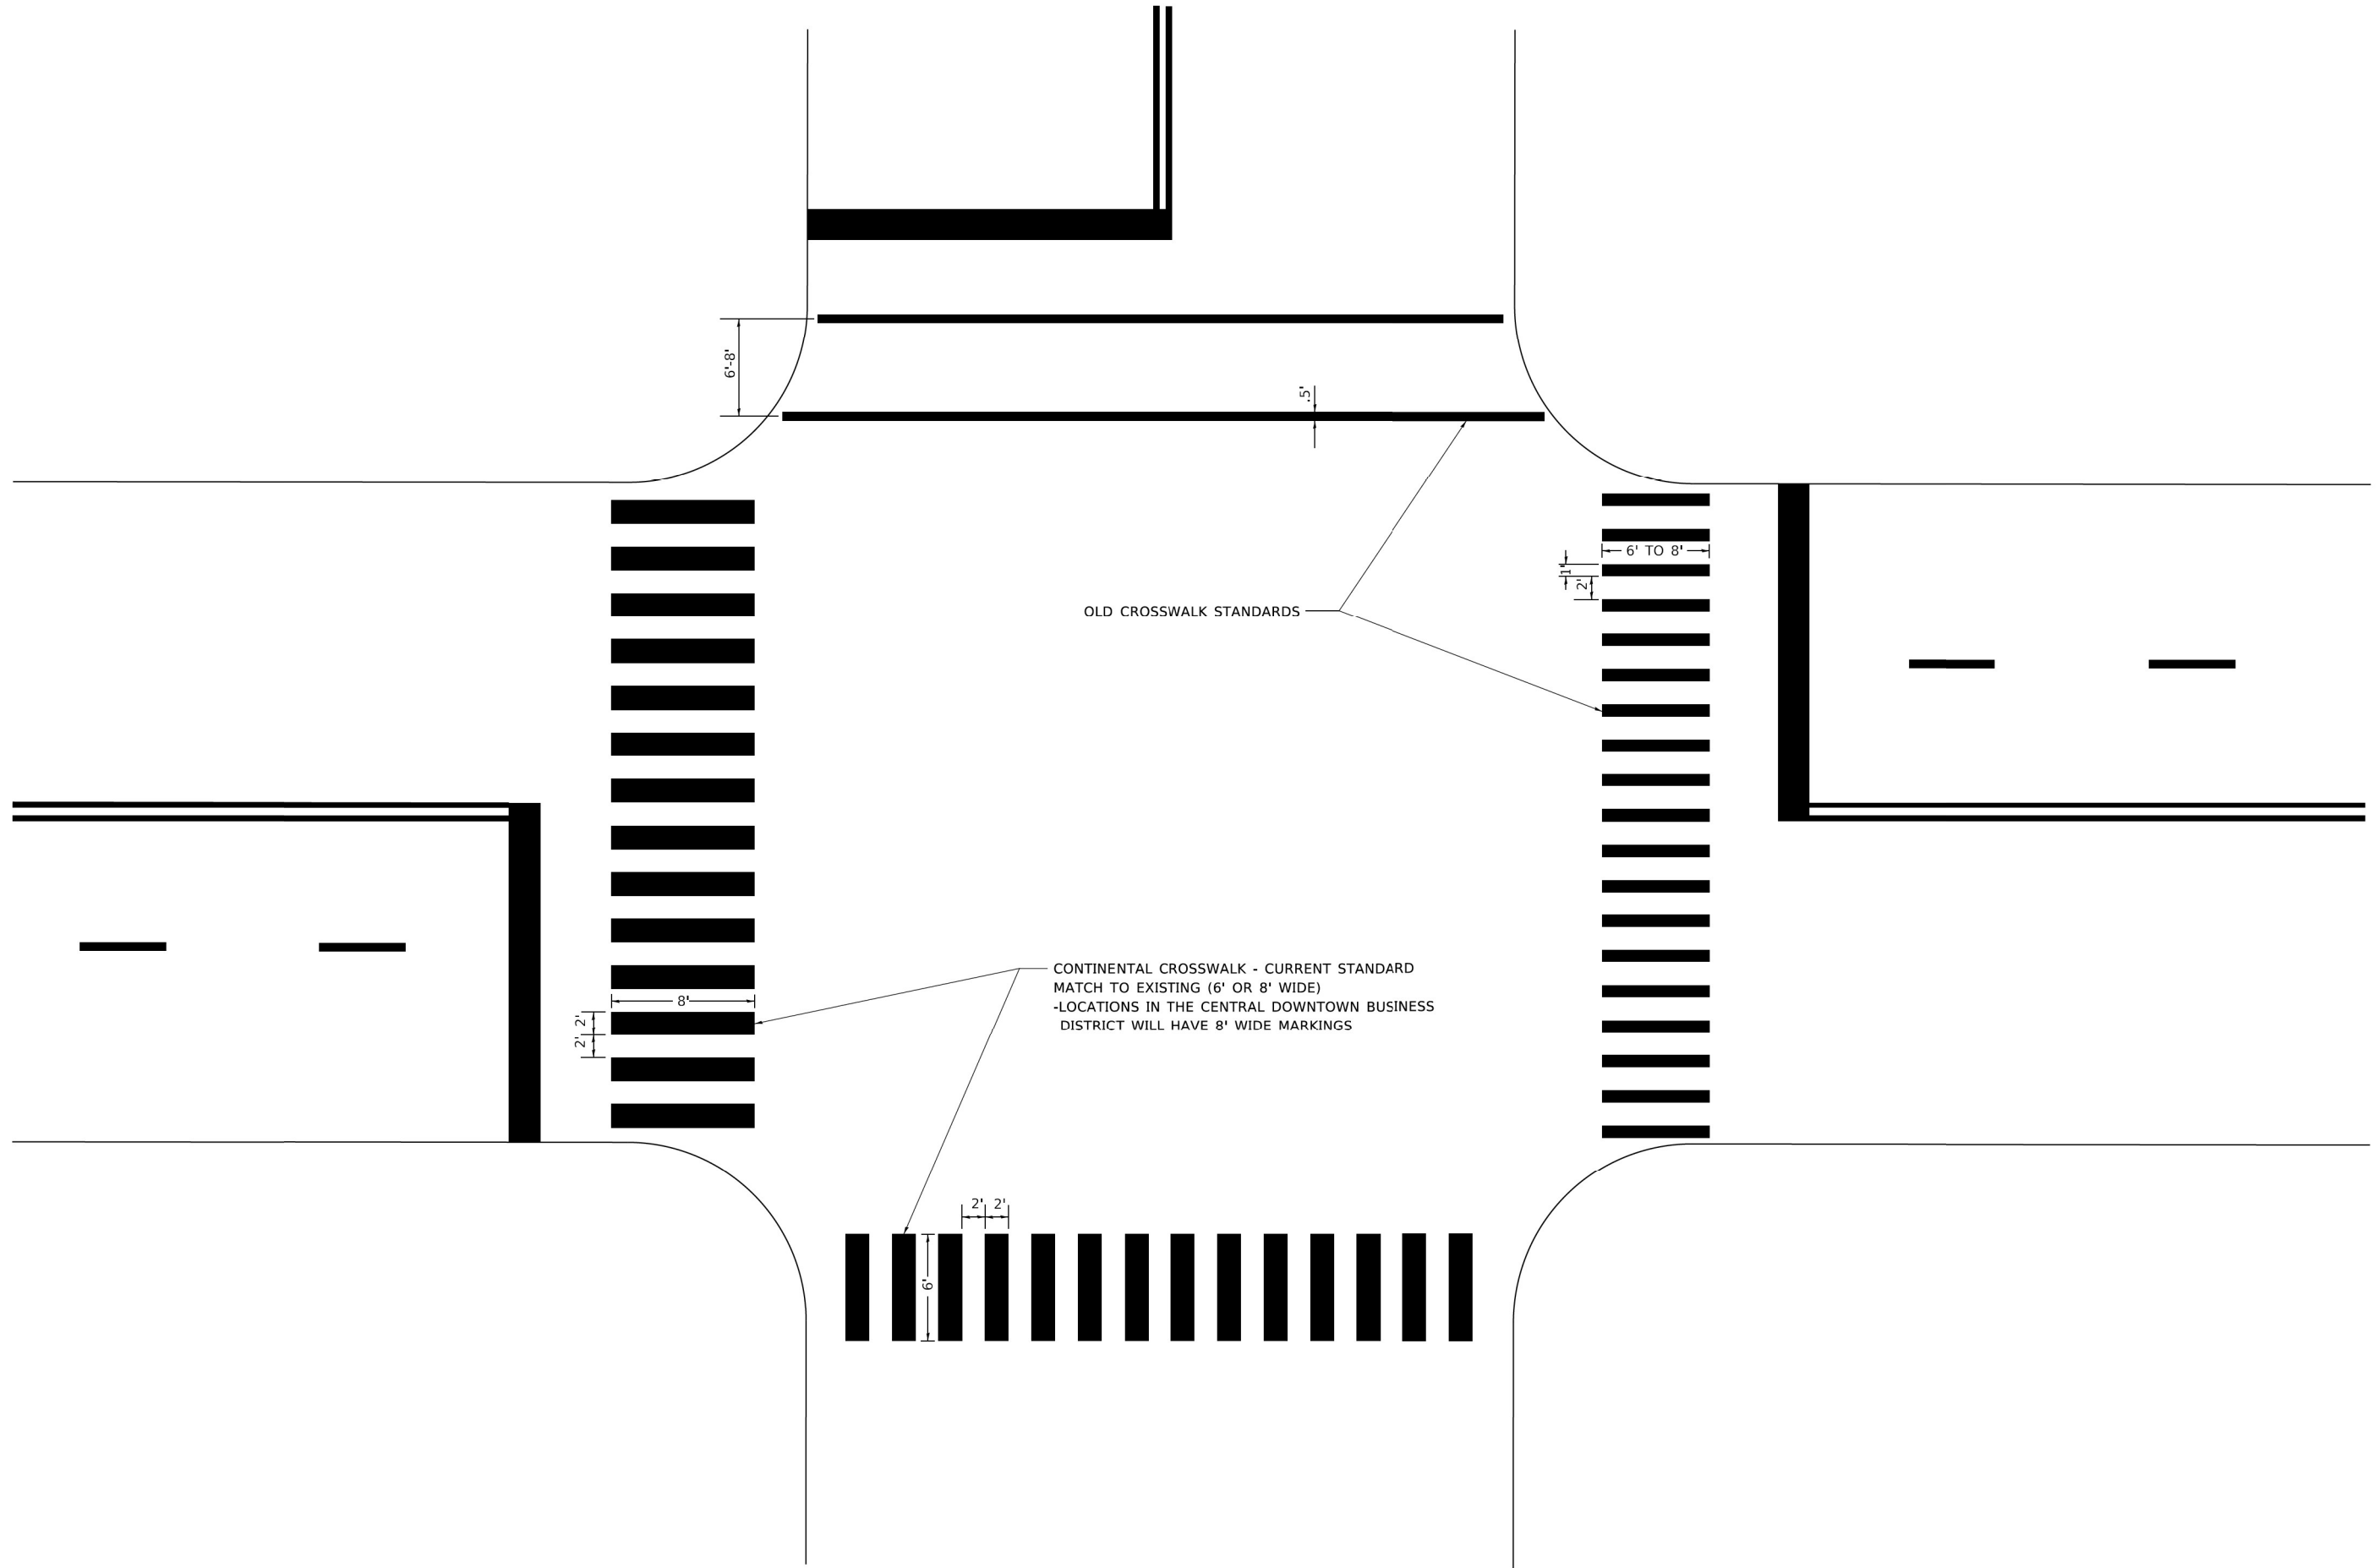 6'-8'
.5'
6' TO 8'
1'
2'
OLD CROSSWALK STANDARDS
CONTINENTAL CROSSWALK - CURRENT STANDARD
MATCH TO EXISTING (6' OR 8' WIDE)
-LOCATIONS IN THE CENTRAL DOWNTOWN BUSINESS
DISTRICT WILL HAVE 8' WIDE MARKINGS
8'
2'
2'
2' 2'
6'